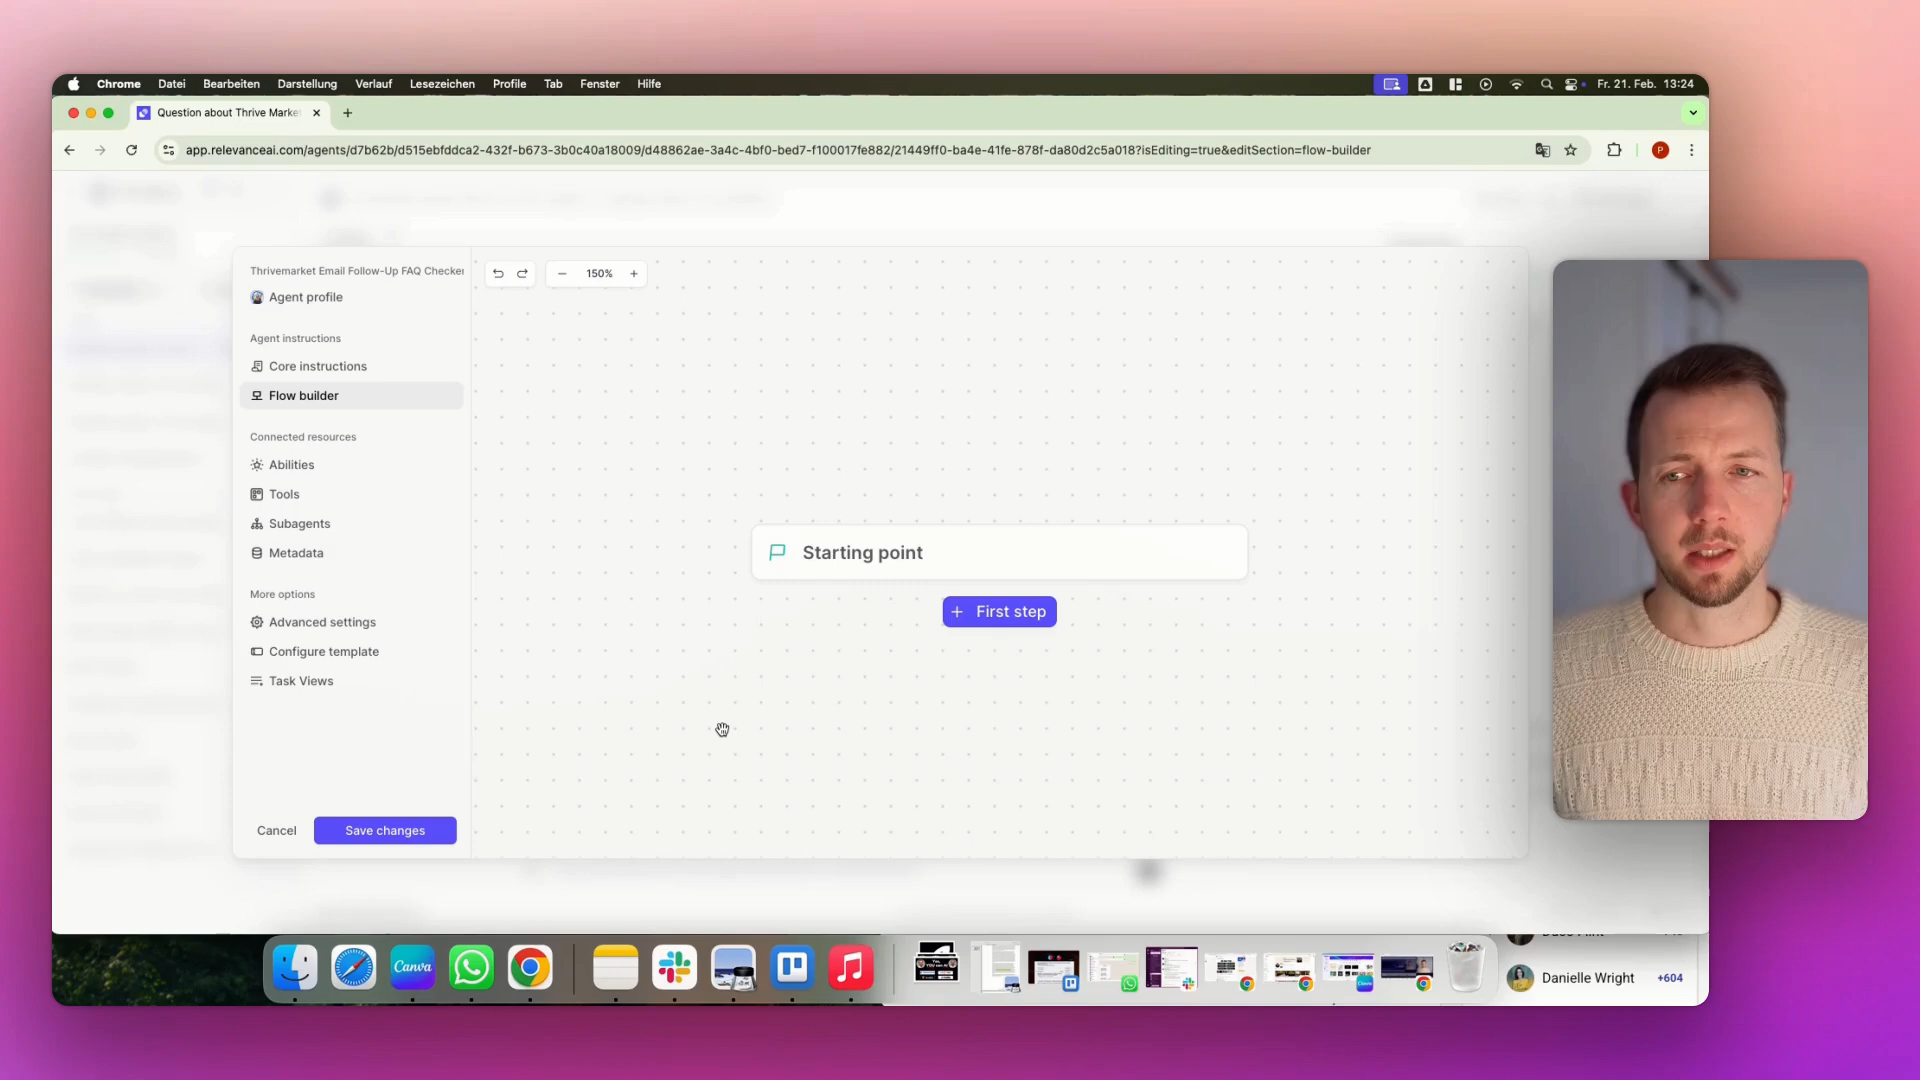 Chrome Datei Bearbeiten Darstellung Verlauf Lesezeichen Profile Tab Fenster Hilfe Fr. 21. Feb. 13:24
Question about Thrive Marke
app.relevanceai.com/agents/d7b62b/d515ebfddca2-432f-b673-3b0c40a18009/d48862ae-3a4c-4bf0-bed7-f100017fe882/21449ff0-ba4e-41fe-878f-da80d2c5a018?isEditing=true&editSection=flow-builder
P
Thrivemarket Email Follow-Up FAQ Checker
Agent profile
Agent instructions
Core instructions
Flow builder
Connected resources
Abilities
Tools
Subagents
Metadata
More options
Advanced settings
Configure template
Task Views
Cancel
Save changes
150%
Starting point
+ First step
Canva
Danielle Wright +604